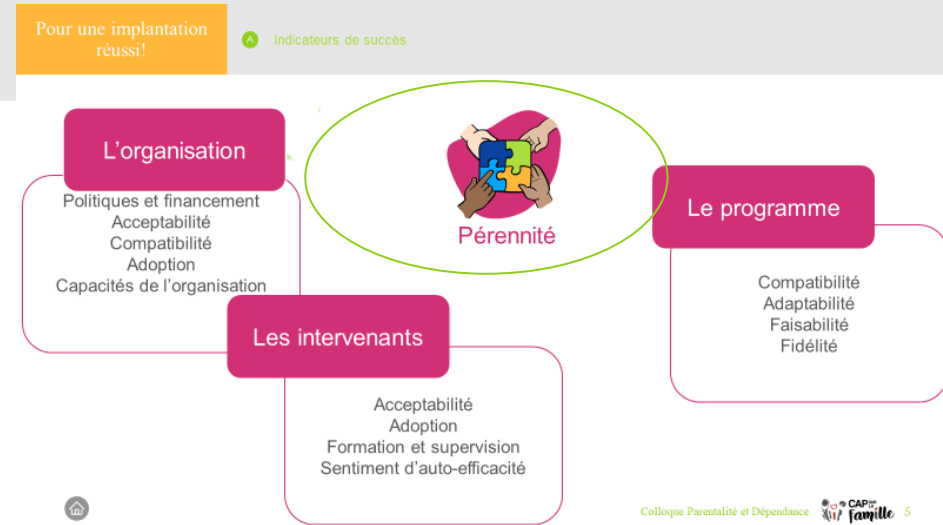 Pour une implantation
réussi!
A Indicateurs de succès
L'organisation
Politiques et financement
Acceptabilité
Compatibilité
Adoption
Capacités de l'organisation
Pérennité
Le programme
Compatibilité
Adaptabilité
Faisabilité
Fidélité
Les intervenants
Acceptabilité
Adoption
Formation et supervision
Sentiment d'auto-efficacité
Colloque Parentalité et Dépendance
CAP SUR LA
Famille
5